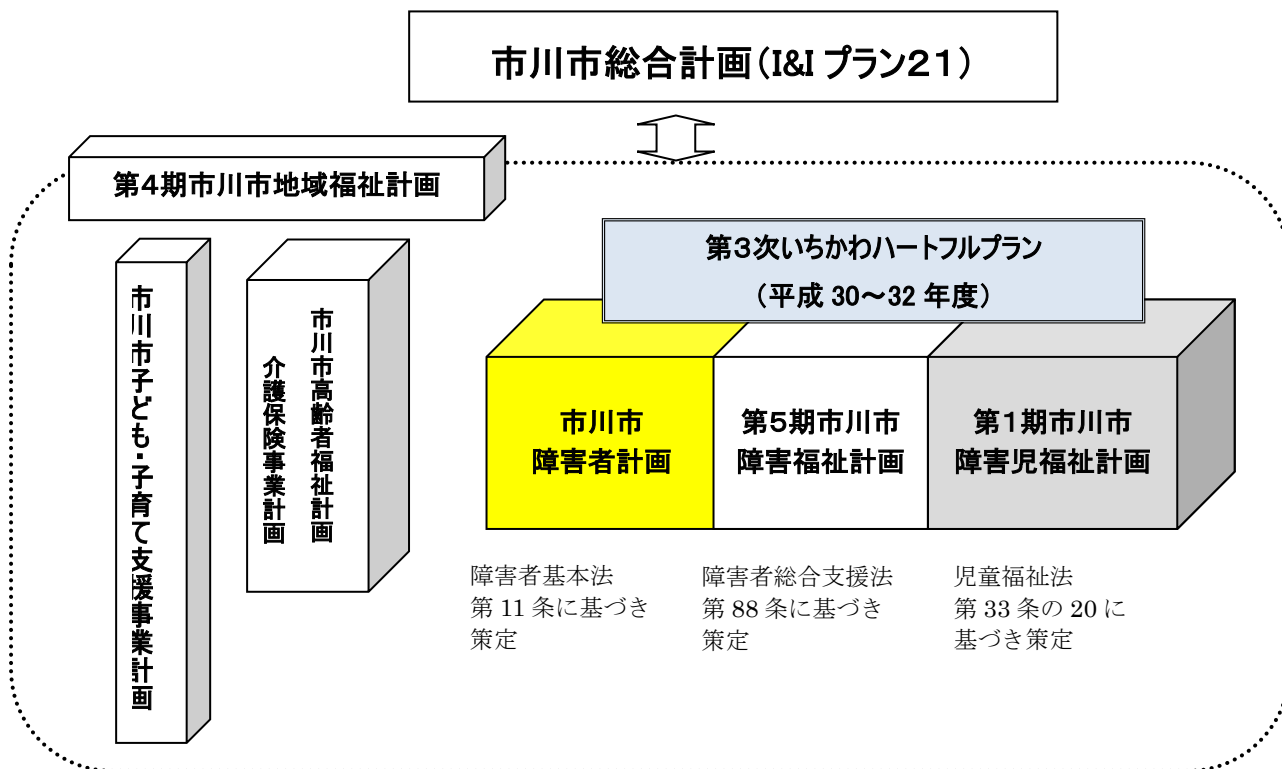 市川市総合計画(I&Iプラン21)
第4期市川市地域福祉計画
市川市子ども・子育て支援事業計画
市川市高齢者福祉計画
介護保険事業計画
第3次いちかわハートフルプラン
(平成 30～32 年度)
市川市
障害者計画
第5期市川市
障害福祉計画
第1期市川市
障害児福祉計画
障害者基本法
第 11 条に基づき
策定
障害者総合支援法
第 88 条に基づき
策定
児童福祉法
第 33 条の 20 に
基づき策定